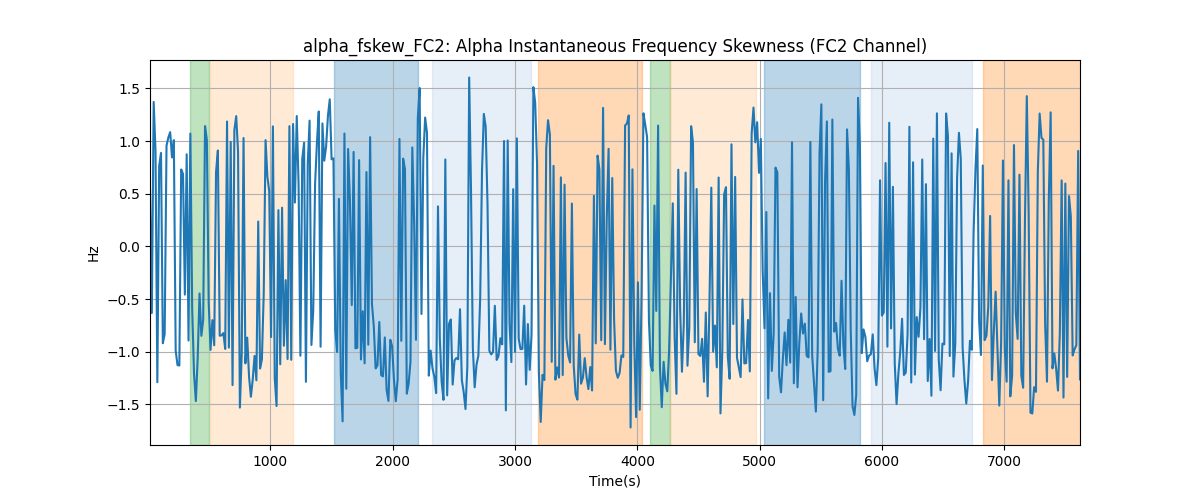 alpha_fskew_FC2: Alpha Instantaneous Frequency Skewness (FC2 Channel)
Hz
1.5
1.0
0.5
0.0
−0.5
−1.0
−1.5
1000 2000 3000 4000 5000 6000 7000
Time(s)